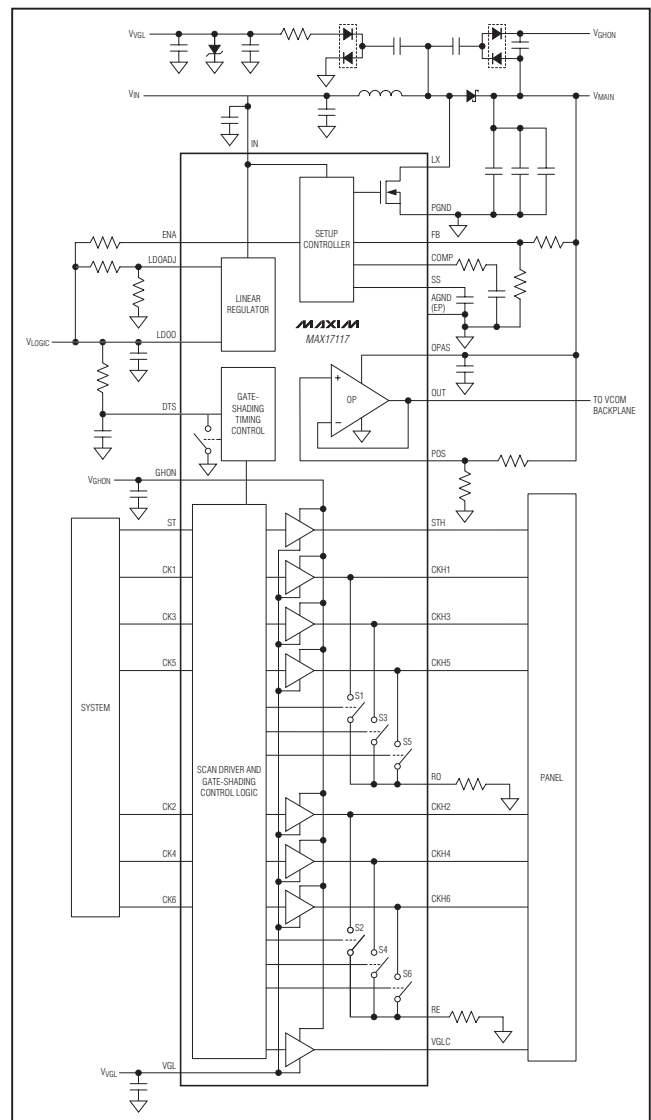 VVGL
VGHON
VIN
VMAIN
IN
LX
PGND
SETUP
CONTROLLER
ENA
FB
LDOADJ
COMP
SS
LINEAR
REGULATOR
AGND
(EP)
MAXIM
MAX17117
VLOGIC
LDOO
OPAS
+
OP
–
OUT
TO VCOM
BACKPLANE
GATE-
SHADING
TIMING
CONTROL
DTS
POS
VGHON
GHON
ST
STH
CK1
CKH1
CK3
CKH3
CK5
CKH5
S1
S3
S5
SYSTEM
SCAN DRIVER AND
GATE-SHADING
CONTROL LOGIC
RO
PANEL
CK2
CKH2
CK4
CKH4
CK6
CKH6
S2
S4
S6
RE
VGLC
VVGL
VGL